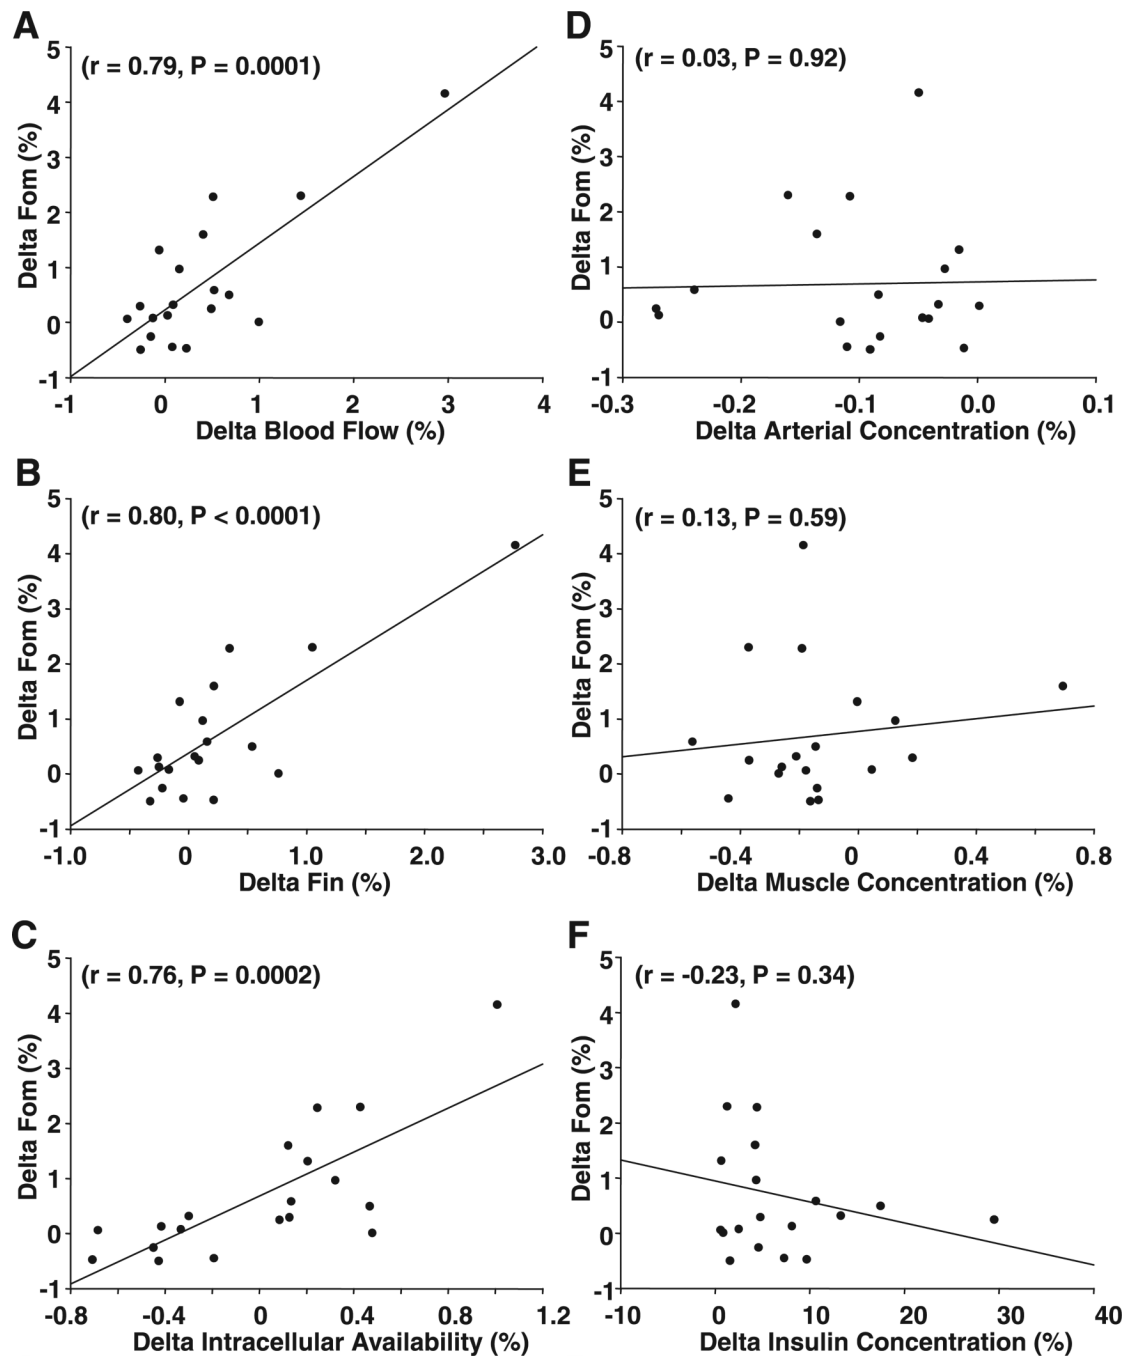 A
(r = 0.79, P = 0.0001)
Delta Fom (%)
5
4
3
2
1
0
-1
-1 0 1 2 3 4
Delta Blood Flow (%)
D
(r = 0.03, P = 0.92)
Delta Fom (%)
5
4
3
2
1
0
-1
-0.3 -0.2 -0.1 0.0 0.1
Delta Arterial Concentration (%)
B
(r = 0.80, P < 0.0001)
Delta Fom (%)
5
4
3
2
1
0
-1
-1.0 0 1.0 2.0 3.0
Delta Fin (%)
E
(r = 0.13, P = 0.59)
Delta Fom (%)
5
4
3
2
1
0
-1
-0.8 -0.4 0 0.4 0.8
Delta Muscle Concentration (%)
C
(r = 0.76, P = 0.0002)
Delta Fom (%)
5
4
3
2
1
0
-1
-0.8 -0.4 0 0.4 0.8 1.2
Delta Intracellular Availability (%)
F
(r = -0.23, P = 0.34)
Delta Fom (%)
5
4
3
2
1
0
-1
-10 0 10 20 30 40
Delta Insulin Concentration (%)